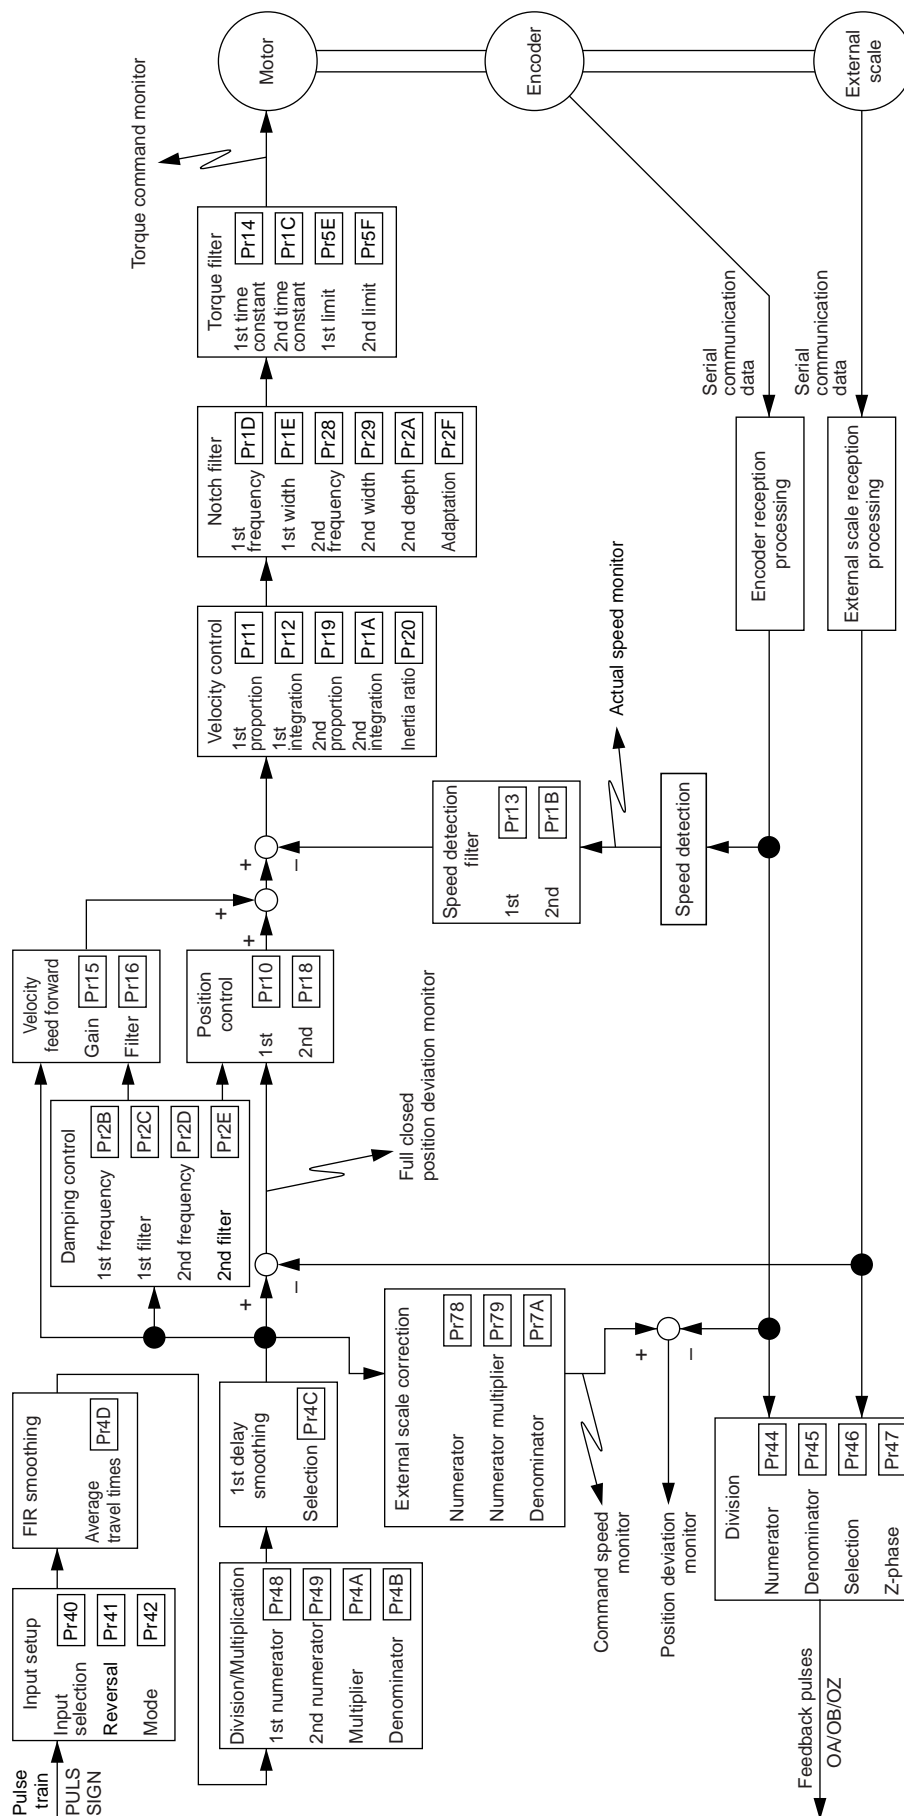 Pulse
train
PULS
SIGN
Input setup
Input
selection
Pr40
Reversal
Pr41
Mode
Pr42
FIR smoothing
Average
travel times
Pr4D
Division/Multiplication
1st numerator
Pr48
2nd numerator
Pr49
Multiplier
Pr4A
Denominator
Pr4B
1st delay
smoothing
Selection
Pr4C
Damping control
1st frequency
Pr2B
1st filter
Pr2C
2nd frequency
Pr2D
2nd filter
Pr2E
Velocity
feed forward
Gain
Pr15
Filter
Pr16
Position
control
1st
Pr10
2nd
Pr18
+
−
Full closed
position deviation monitor
+
+
+
−
Velocity control
1st
proportion
Pr11
1st
integration
Pr12
2nd
proportion
Pr19
2nd
integration
Pr1A
Inertia ratio
Pr20
Notch filter
1st
frequency
Pr1D
1st width
Pr1E
2nd
frequency
Pr28
2nd width
Pr29
2nd depth
Pr2A
Adaptation
Pr2F
Torque filter
1st time
constant
Pr14
2nd time
constant
Pr1C
1st limit
Pr5E
2nd limit
Pr5F
Torque command monitor
Motor
Encoder
External
scale
External scale correction
Numerator
Pr78
Numerator multiplier
Pr79
Denominator
Pr7A
Speed detection
filter
1st
Pr13
2nd
Pr1B
Actual speed monitor
Speed detection
Serial
communication
data
Serial
communication
data
Encoder reception
processing
External scale reception
processing
+
−
Command speed
monitor
Position deviation
monitor
Division
Numerator
Pr44
Denominator
Pr45
Selection
Pr46
Z-phase
Pr47
Feedback pulses
OA/OB/OZ